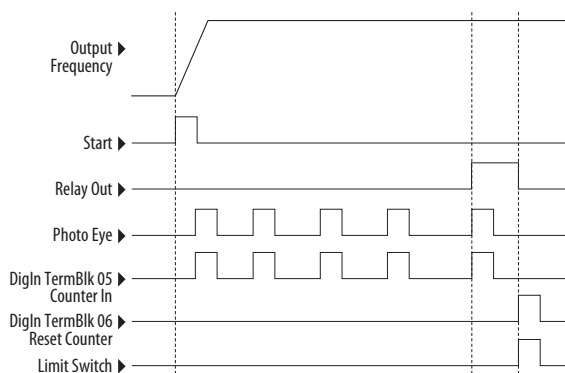 Output
Frequency
Start
Relay Out
Photo Eye
DigIn TermBlk 05
Counter In
DigIn TermBlk 06
Reset Counter
Limit Switch